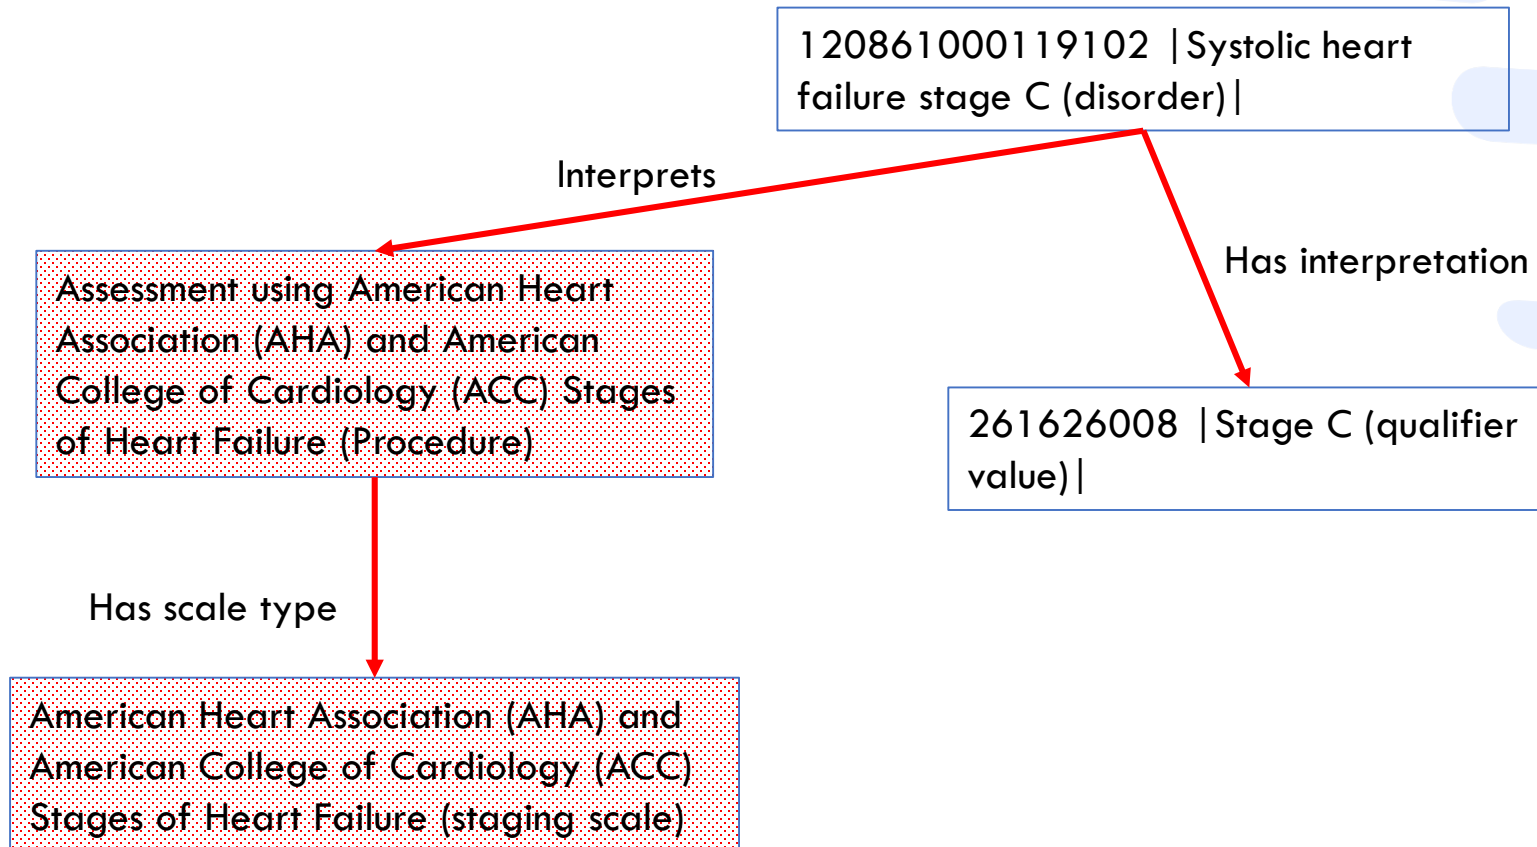 120861000119102 |Systolic heart
failure stage C (disorder)|
Interprets
Has interpretation
Assessment using American Heart
Association (AHA) and American
College of Cardiology (ACC) Stages
of Heart Failure (Procedure)
261626008 |Stage C (qualifier
value)|
Has scale type
American Heart Association (AHA) and
American College of Cardiology (ACC)
Stages of Heart Failure (staging scale)